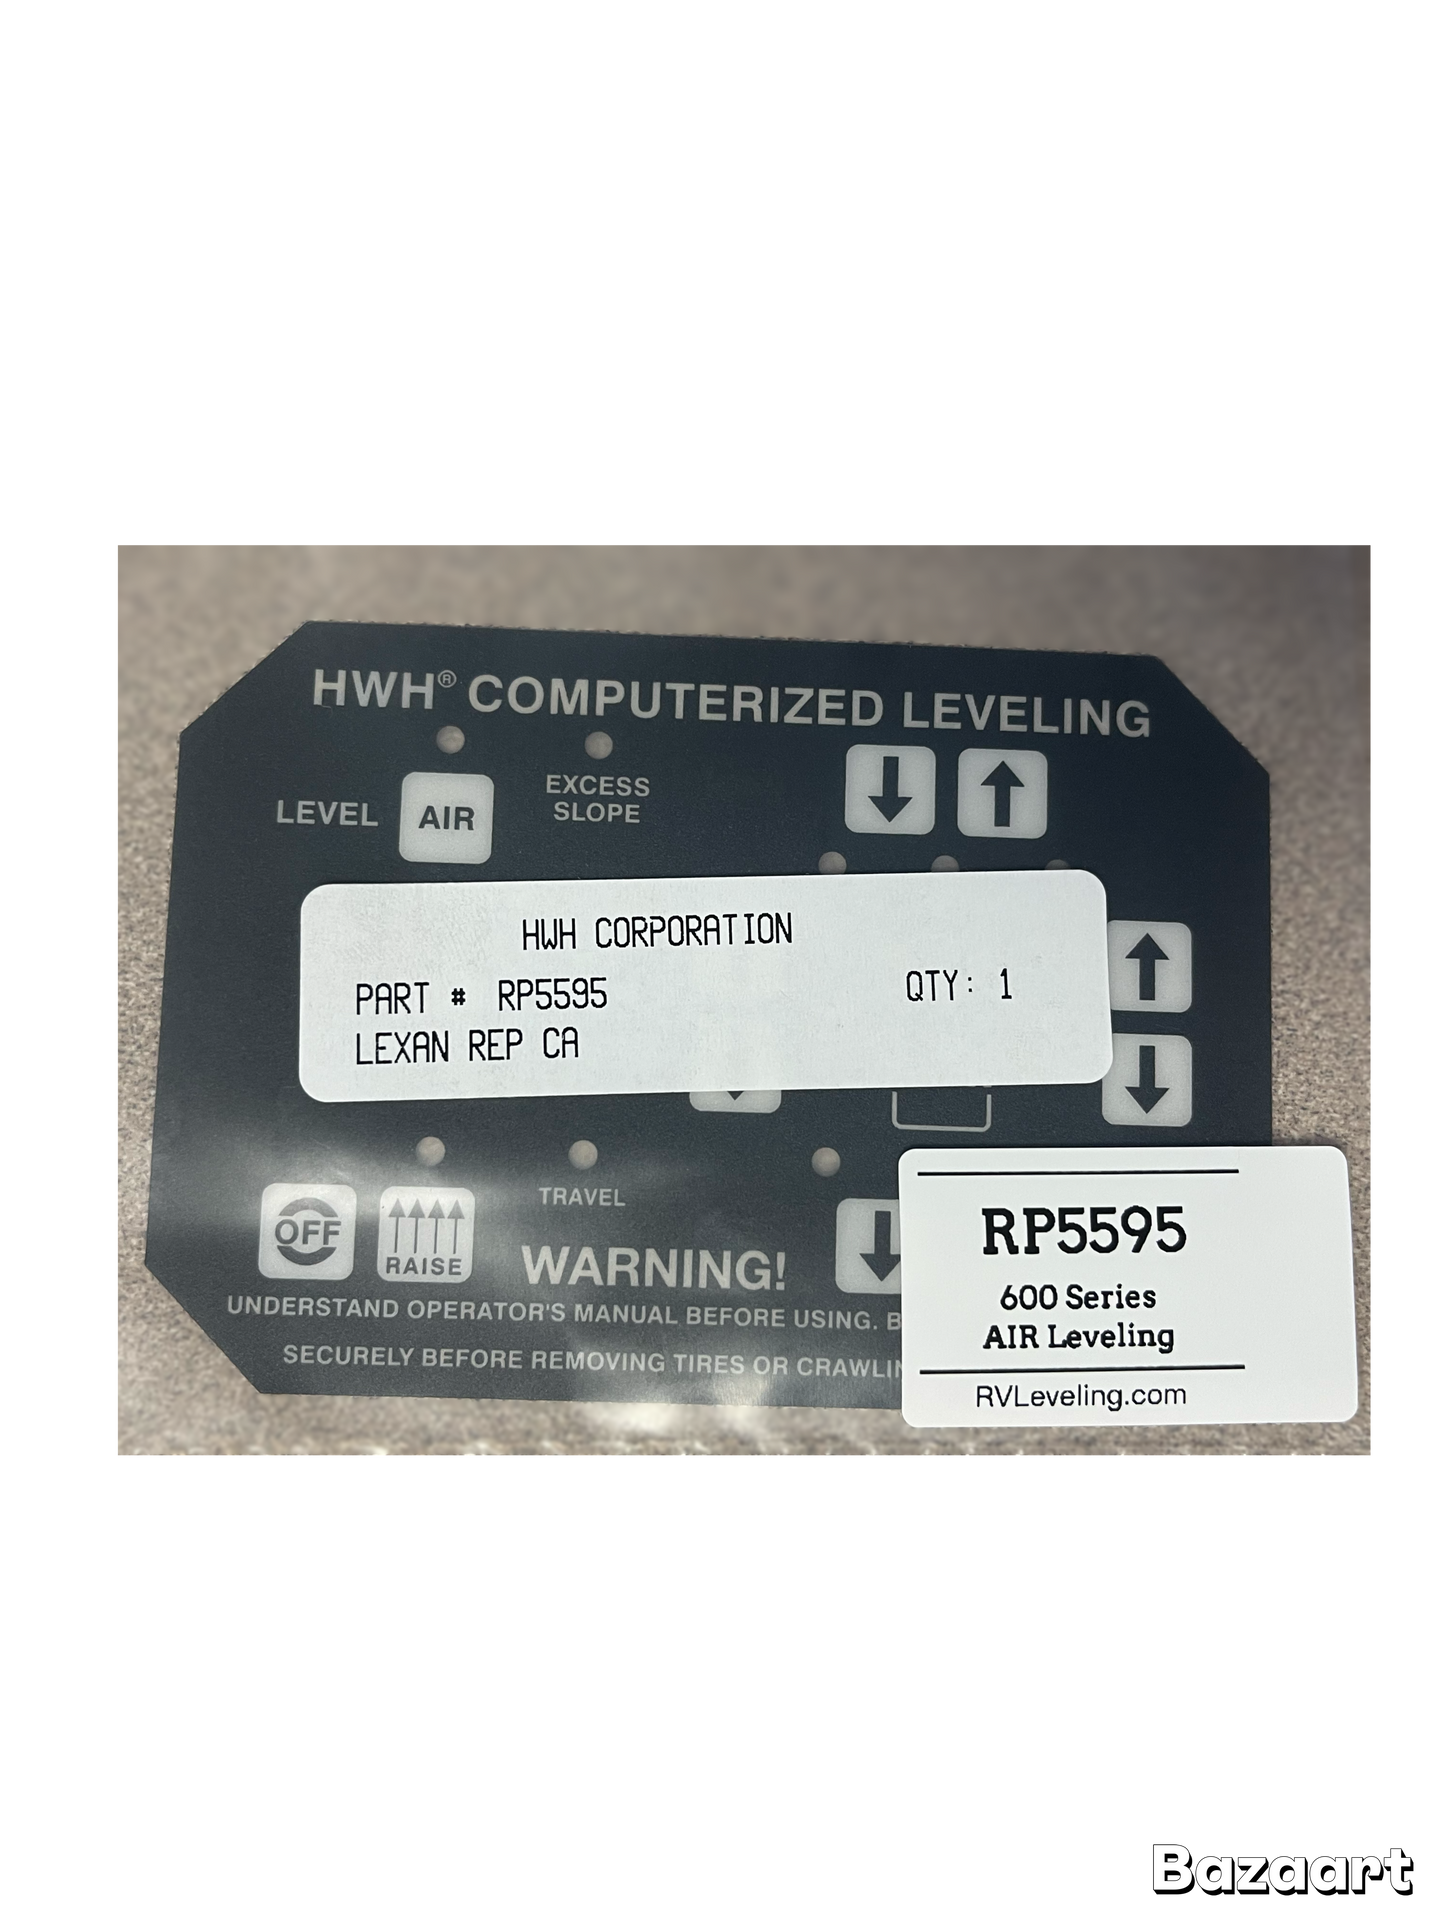 HWH® COMPUTERIZED LEVELING
EXCESS
SLOPE
LEVEL
AIR
HWH CORPORATION
PART # RP5595
QTY: 1
LEXAN REP CA
TRAVEL
OFF
RAISE
WARNING!
UNDERSTAND OPERATOR'S MANUAL BEFORE USING. B
SECURELY BEFORE REMOVING TIRES OR CRAWLIN
RP5595
600 Series
AIR Leveling
RVLeveling.com
Bazaart